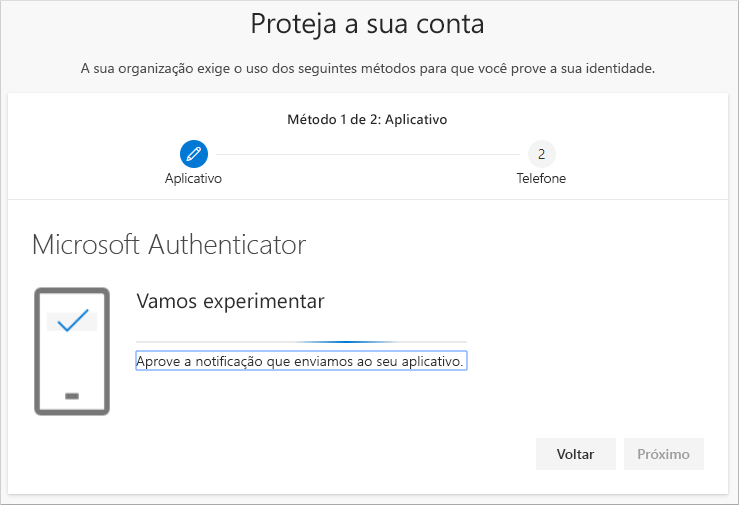 Proteja a sua conta
A sua organização exige o uso dos seguintes métodos para que você prove a sua identidade.
Método 1 de 2: Aplicativo
2
Aplicativo
Telefone
Microsoft Authenticator
Vamos experimentar
Aprove a notificação que enviamos ao seu aplicativo.
Voltar
Próximo